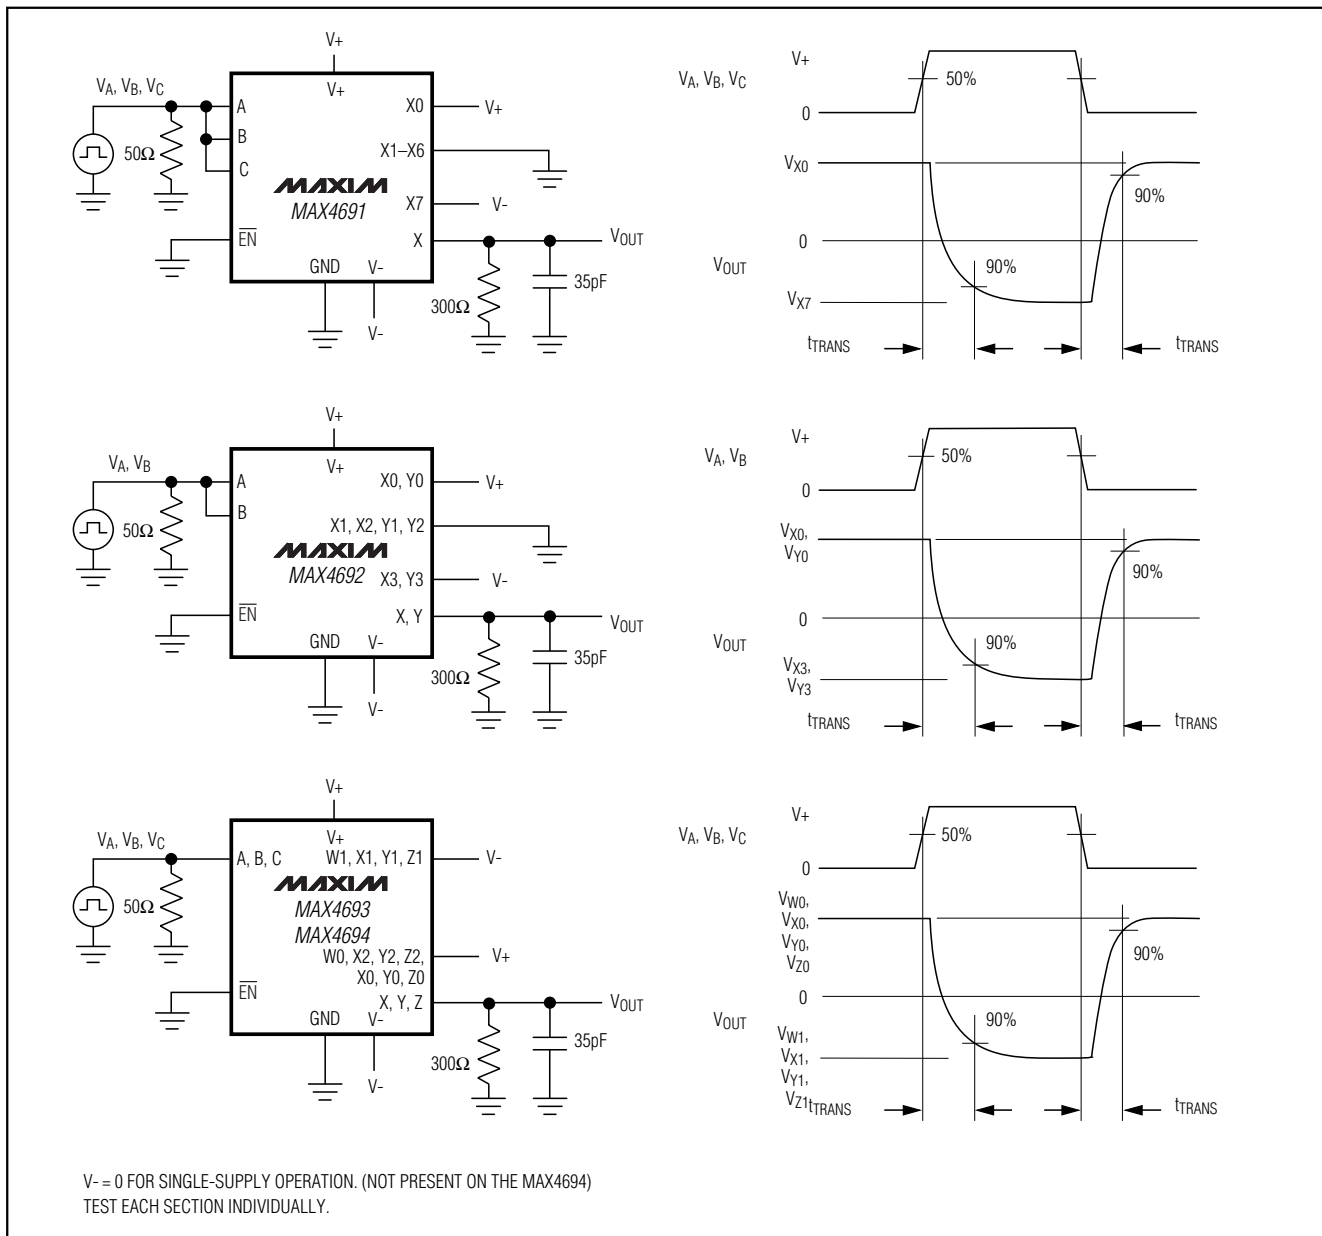 V+
VA, VB, VC
V+
A
X0
V+
B
50Ω
X1–X6
C
MAXIM
MAX4691
X7
V-
EN
X
VOUT
GND
V-
300Ω
35pF
V-
V+
VA, VB, VC
50%
0
VX0
90%
0
VOUT
90%
VX7
tTRANS
tTRANS
V+
VA, VB
V+
A
X0, Y0
V+
B
50Ω
X1, X2, Y1, Y2
MAXIM
MAX4692
X3, Y3
V-
EN
X, Y
VOUT
GND
V-
300Ω
35pF
V-
V+
VA, VB
50%
0
VX0,
VY0
90%
0
VOUT
90%
VX3,
VY3
tTRANS
tTRANS
V+
VA, VB, VC
V+
A, B, C
W1, X1, Y1, Z1
V-
50Ω
MAXIM
MAX4693
MAX4694
W0, X2, Y2, Z2,
X0, Y0, Z0
V+
EN
X, Y, Z
VOUT
GND
V-
300Ω
35pF
V-
V+
VA, VB, VC
50%
0
VW0,
VX0,
VY0,
VZ0
90%
0
VOUT
90%
VW1,
VX1,
VY1,
VZ1
tTRANS
tTRANS
V- = 0 FOR SINGLE-SUPPLY OPERATION. (NOT PRESENT ON THE MAX4694)
TEST EACH SECTION INDIVIDUALLY.